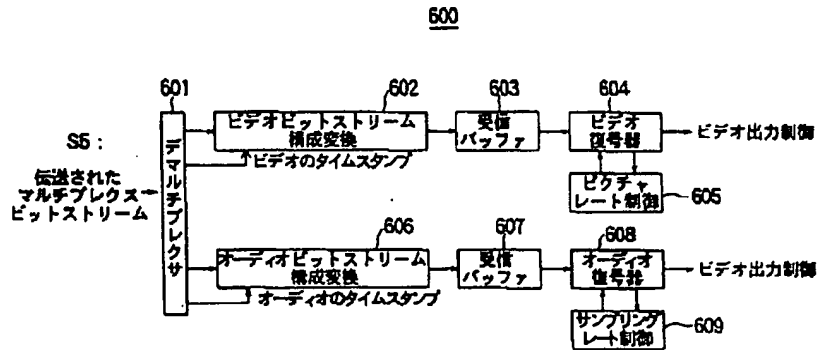 600
601
602
603
604
S5：
伝送された
マルチプレクス
ビットストリーム
デマルチプレクサ
ビデオビットストリーム
構成変換
ビデオのタイムスタンプ
受信
バッファ
ビデオ
復号器
ビデオ出力制御
ピクチャ
レート制御
605
606
607
608
オーディオビットストリーム
構成変換
オーディオのタイムスタンプ
受信
バッファ
オーディオ
復号器
ビデオ出力制御
サンプリング
レート制御
609